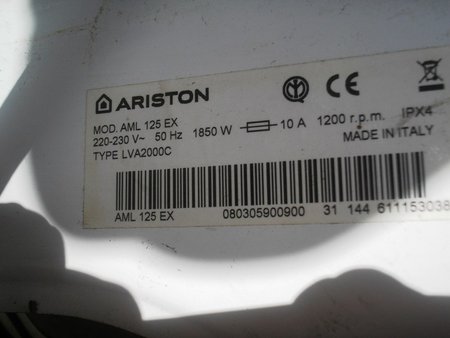 ARISTON
CE
MOD. AML 125 EX
220-230 V~ 50 Hz 1850 W 10 A 1200 r.p.m. IPX4
TYPE LVA2000C
MADE IN ITALY
AML 125 EX 080305900900 31 144 611153038